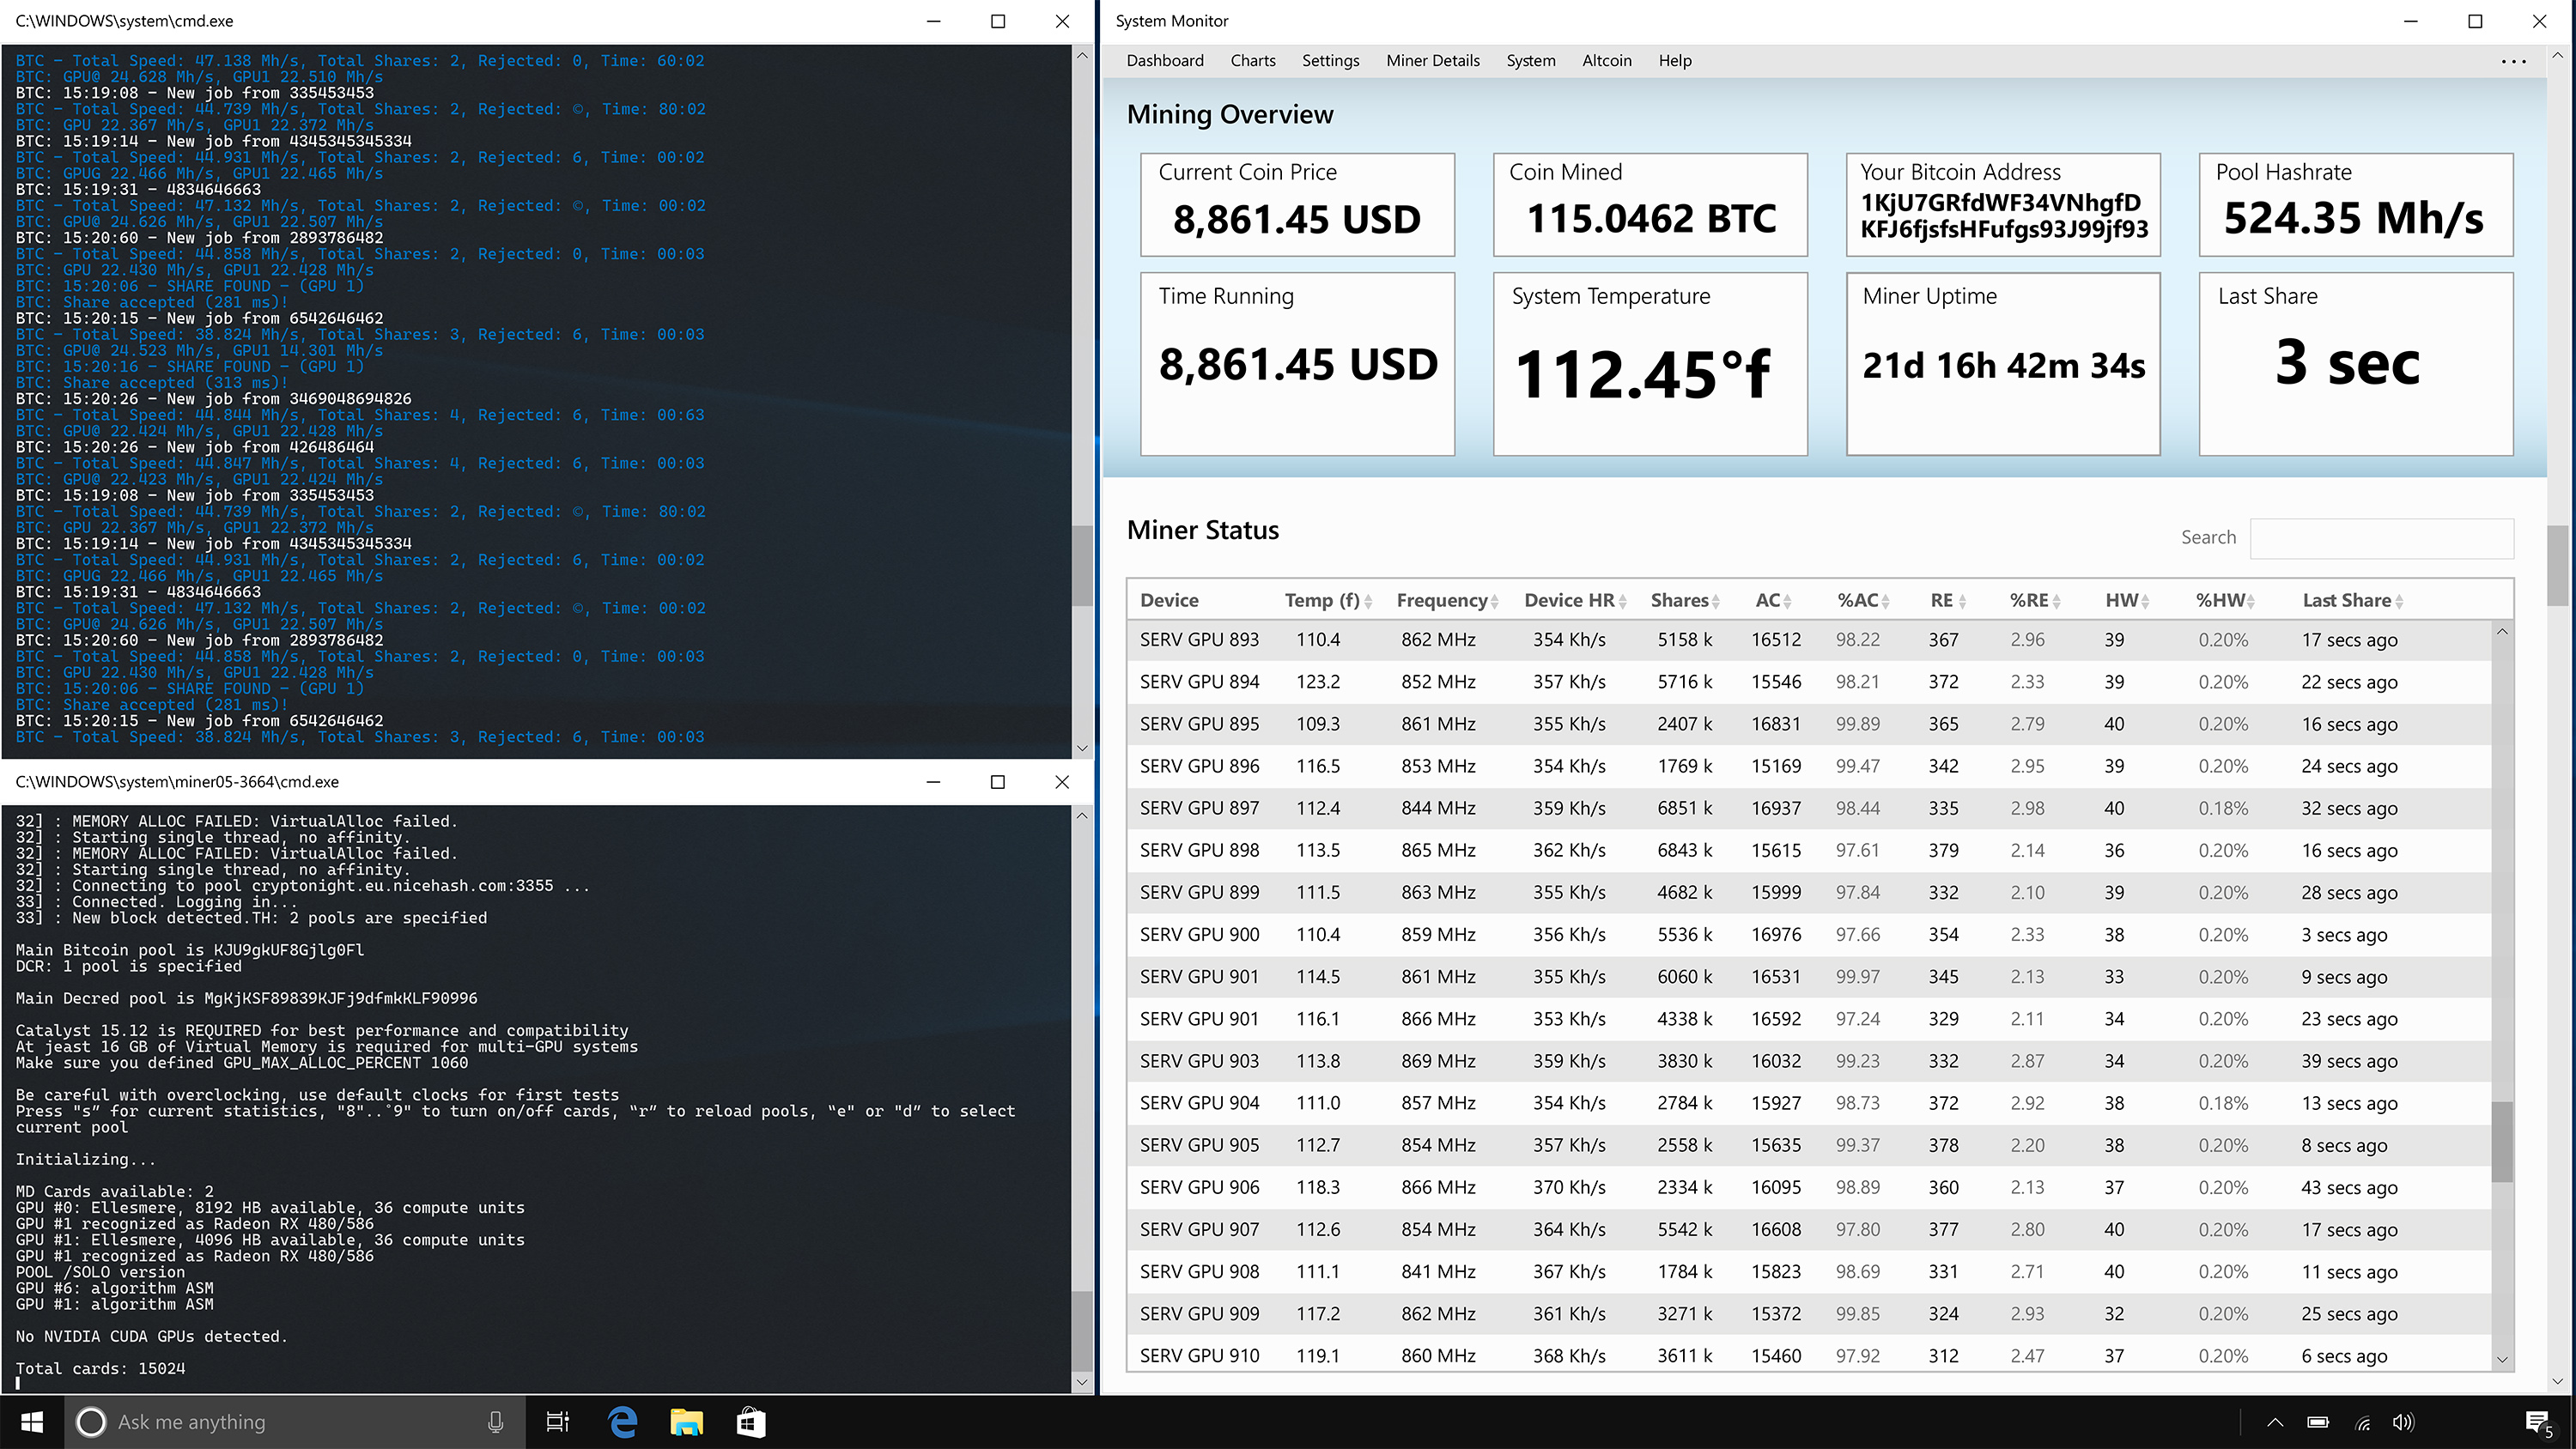 C:\WINDOWS\system\cmd.exe
BTC - Total Speed: 47.138 Mh/s, Total Shares: 2, Rejected: 0, Time: 60:02
BTC: GPU@ 24.628 Mh/s, GPU1 22.510 Mh/s
BTC: 15:19:08 - New job from 335453453
BTC - Total Speed: 44.739 Mh/s, Total Shares: 2, Rejected: ©, Time: 80:02
BTC: GPU 22.367 Mh/s, GPU1 22.372 Mh/s
BTC: 15:19:14 - New job from 4345345345334
BTC - Total Speed: 44.931 Mh/s, Total Shares: 2, Rejected: 6, Time: 00:02
BTC: GPUG 22.466 Mh/s, GPU1 22.465 Mh/s
BTC: 15:19:31 - 4834646663
BTC - Total Speed: 47.132 Mh/s, Total Shares: 2, Rejected: ©, Time: 00:02
BTC: GPU@ 24.626 Mh/s, GPU1 22.507 Mh/s
BTC: 15:20:60 - New job from 2893786482
BTC - Total Speed: 44.858 Mh/s, Total Shares: 2, Rejected: 0, Time: 00:03
BTC: GPU 22.430 Mh/s, GPU1 22.428 Mh/s
BTC: 15:20:06 - SHARE FOUND - (GPU 1)
BTC: Share accepted (281 ms)!
BTC: 15:20:15 - New job from 6542646462
BTC - Total Speed: 38.824 Mh/s, Total Shares: 3, Rejected: 6, Time: 00:03
BTC: GPU@ 24.523 Mh/s, GPU1 14.301 Mh/s
BTC: 15:20:16 - SHARE FOUND - (GPU 1)
BTC: Share accepted (313 ms)!
BTC: 15:20:26 - New job from 3469048694826
BTC - Total Speed: 44.844 Mh/s, Total Shares: 4, Rejected: 6, Time: 00:63
BTC: GPU@ 22.424 Mh/s, GPU1 22.428 Mh/s
BTC: 15:20:26 - New job from 426486464
BTC - Total Speed: 44.847 Mh/s, Total Shares: 4, Rejected: 6, Time: 00:03
BTC: GPU@ 22.423 Mh/s, GPU1 22.424 Mh/s
BTC: 15:19:08 - New job from 335453453
BTC - Total Speed: 44.739 Mh/s, Total Shares: 2, Rejected: ©, Time: 80:02
BTC: GPU 22.367 Mh/s, GPU1 22.372 Mh/s
BTC: 15:19:14 - New job from 4345345345334
BTC - Total Speed: 44.931 Mh/s, Total Shares: 2, Rejected: 6, Time: 00:02
BTC: GPUG 22.466 Mh/s, GPU1 22.465 Mh/s
BTC: 15:19:31 - 4834646663
BTC - Total Speed: 47.132 Mh/s, Total Shares: 2, Rejected: ©, Time: 00:02
BTC: GPU@ 24.626 Mh/s, GPU1 22.507 Mh/s
BTC: 15:20:60 - New job from 2893786482
BTC - Total Speed: 44.858 Mh/s, Total Shares: 2, Rejected: 0, Time: 00:03
BTC: GPU 22.430 Mh/s, GPU1 22.428 Mh/s
BTC: 15:20:06 - SHARE FOUND - (GPU 1)
BTC: Share accepted (281 ms)!
BTC: 15:20:15 - New job from 6542646462
BTC - Total Speed: 38.824 Mh/s, Total Shares: 3, Rejected: 6, Time: 00:03
C:\WINDOWS\system\miner05-3664\cmd.exe
32] : MEMORY ALLOC FAILED: VirtualAlloc failed.
32] : Starting single thread, no affinity.
32] : MEMORY ALLOC FAILED: VirtualAlloc failed.
32] : Starting single thread, no affinity.
32] : Connecting to pool cryptonight.eu.nicehash.com:3355 ...
33] : Connected. Logging in...
33] : New block detected.TH: 2 pools are specified
Main Bitcoin pool is KJU9gkUF8Gjlg0Fl
DCR: 1 pool is specified
Main Decred pool is MgKjKSF89839KJFj9dfmkKLF90996
Catalyst 15.12 is REQUIRED for best performance and compatibility
At jeast 16 GB of Virtual Memory is required for multi-GPU systems
Make sure you defined GPU_MAX_ALLOC_PERCENT 1060
Be careful with overclocking, use default clocks for first tests
Press "s” for current statistics, "8"..˚9" to turn on/off cards, “r” to reload pools, “e" or "d” to select
current pool
Initializing...
MD Cards available: 2
GPU #0: Ellesmere, 8192 HB available, 36 compute units
GPU #1 recognized as Radeon RX 480/586
GPU #1: Ellesmere, 4096 HB available, 36 compute units
GPU #1 recognized as Radeon RX 480/586
POOL /SOLO version
GPU #6: algorithm ASM
GPU #1: algorithm ASM
No NVIDIA CUDA GPUs detected.
Total cards: 15024
System Monitor
Dashboard Charts Settings Miner Details System Altcoin Help
Mining Overview
Current Coin Price
8,861.45 USD
Coin Mined
115.0462 BTC
Your Bitcoin Address
1KjU7GRfdWF34VNhgfD
KFJ6fjsfsHFufgs93J99jf93
Pool Hashrate
524.35 Mh/s
Time Running
8,861.45 USD
System Temperature
112.45°f
Miner Uptime
21d 16h 42m 34s
Last Share
3 sec
Miner Status
Search
Device Temp (f) Frequency Device HR Shares AC %AC RE %RE HW %HW Last Share
SERV GPU 893 110.4 862 MHz 354 Kh/s 5158 k 16512 98.22 367 2.96 39 0.20% 17 secs ago
SERV GPU 894 123.2 852 MHz 357 Kh/s 5716 k 15546 98.21 372 2.33 39 0.20% 22 secs ago
SERV GPU 895 109.3 861 MHz 355 Kh/s 2407 k 16831 99.89 365 2.79 40 0.20% 16 secs ago
SERV GPU 896 116.5 853 MHz 354 Kh/s 1769 k 15169 99.47 342 2.95 39 0.20% 24 secs ago
SERV GPU 897 112.4 844 MHz 359 Kh/s 6851 k 16937 98.44 335 2.98 40 0.18% 32 secs ago
SERV GPU 898 113.5 865 MHz 362 Kh/s 6843 k 15615 97.61 379 2.14 36 0.20% 16 secs ago
SERV GPU 899 111.5 863 MHz 355 Kh/s 4682 k 15999 97.84 332 2.10 39 0.20% 28 secs ago
SERV GPU 900 110.4 859 MHz 356 Kh/s 5536 k 16976 97.66 354 2.33 38 0.20% 3 secs ago
SERV GPU 901 114.5 861 MHz 355 Kh/s 6060 k 16531 99.97 345 2.13 33 0.20% 9 secs ago
SERV GPU 901 116.1 866 MHz 353 Kh/s 4338 k 16592 97.24 329 2.11 34 0.20% 23 secs ago
SERV GPU 903 113.8 869 MHz 359 Kh/s 3830 k 16032 99.23 332 2.87 34 0.20% 39 secs ago
SERV GPU 904 111.0 857 MHz 354 Kh/s 2784 k 15927 98.73 372 2.92 38 0.18% 13 secs ago
SERV GPU 905 112.7 854 MHz 357 Kh/s 2558 k 15635 99.37 378 2.20 38 0.20% 8 secs ago
SERV GPU 906 118.3 866 MHz 370 Kh/s 2334 k 16095 98.89 360 2.13 37 0.20% 43 secs ago
SERV GPU 907 112.6 854 MHz 364 Kh/s 5542 k 16608 97.80 377 2.80 40 0.20% 17 secs ago
SERV GPU 908 111.1 841 MHz 367 Kh/s 1784 k 15823 98.69 331 2.71 40 0.20% 11 secs ago
SERV GPU 909 117.2 862 MHz 361 Kh/s 3271 k 15372 99.85 324 2.93 32 0.20% 25 secs ago
SERV GPU 910 119.1 860 MHz 368 Kh/s 3611 k 15460 97.92 312 2.47 37 0.20% 6 secs ago
Ask me anything
5